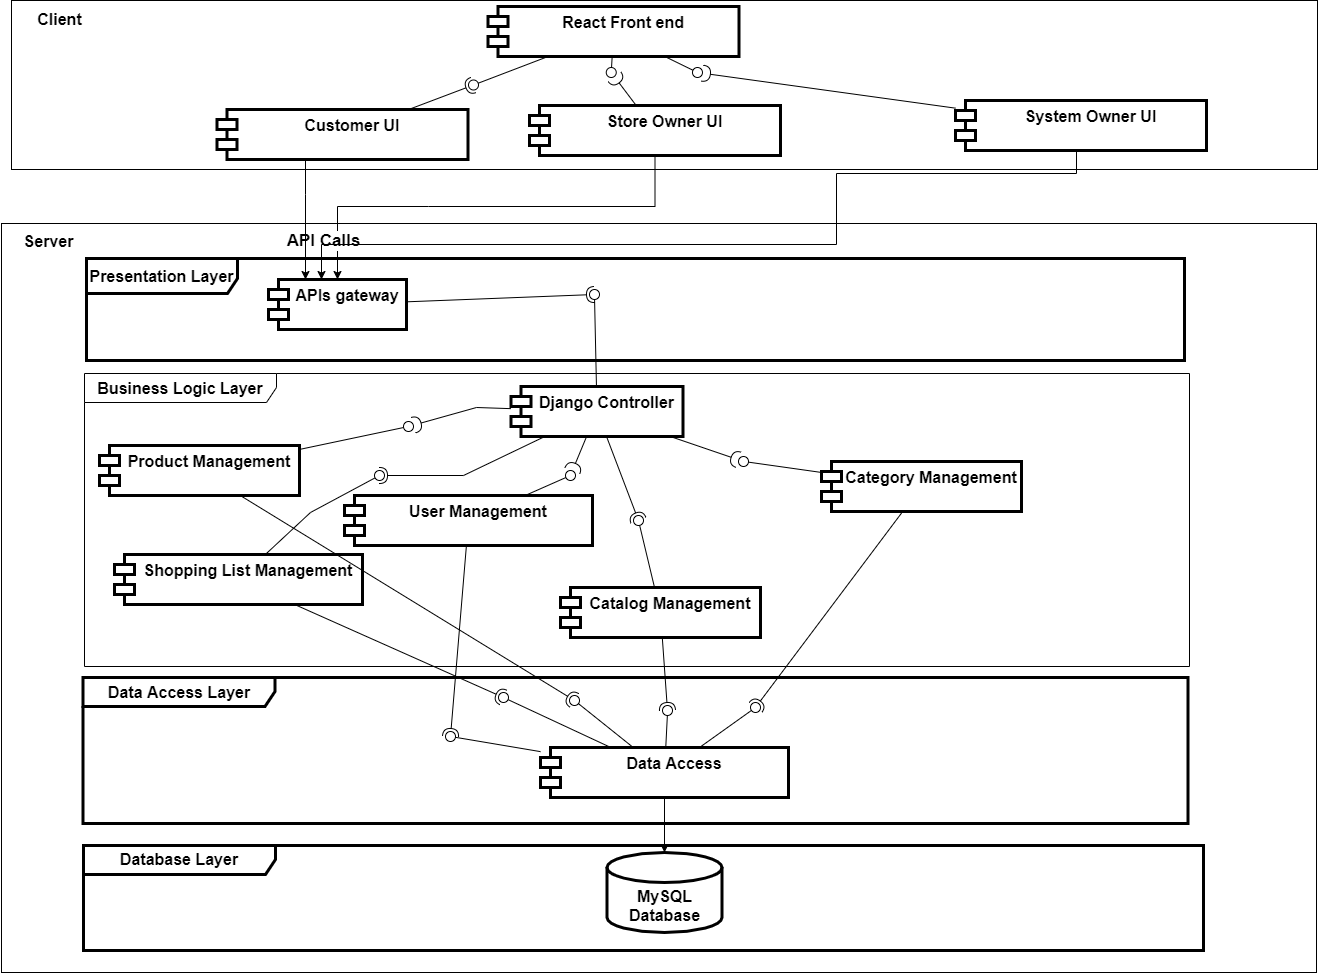 Client
React Front end
Customer UI
Store Owner UI
System Owner UI
Server
API Calls
Presentation Layer
APIs gateway
Business Logic Layer
Django Controller
Product Management
Category Management
User Management
Shopping List Management
Catalog Management
Data Access Layer
Data Access
Database Layer
MySQL
Database